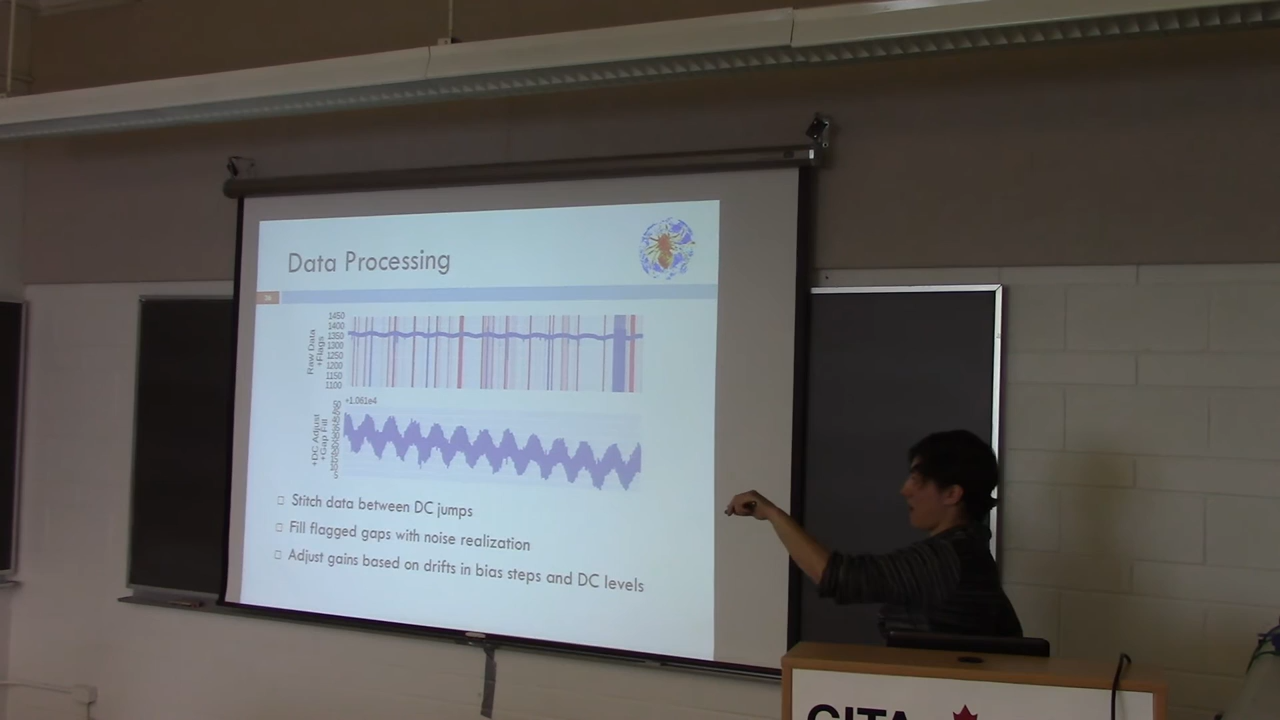 Data Processing
36
1450
1400
1350
1300
1250
1200
1150
1100
Raw Data
+Flags
+1.061e4
+DC Adjust
+Gap Fill
Stitch data between DC jumps
Fill flagged gaps with noise realization
Adjust gains based on drifts in bias steps and DC levels
CITA